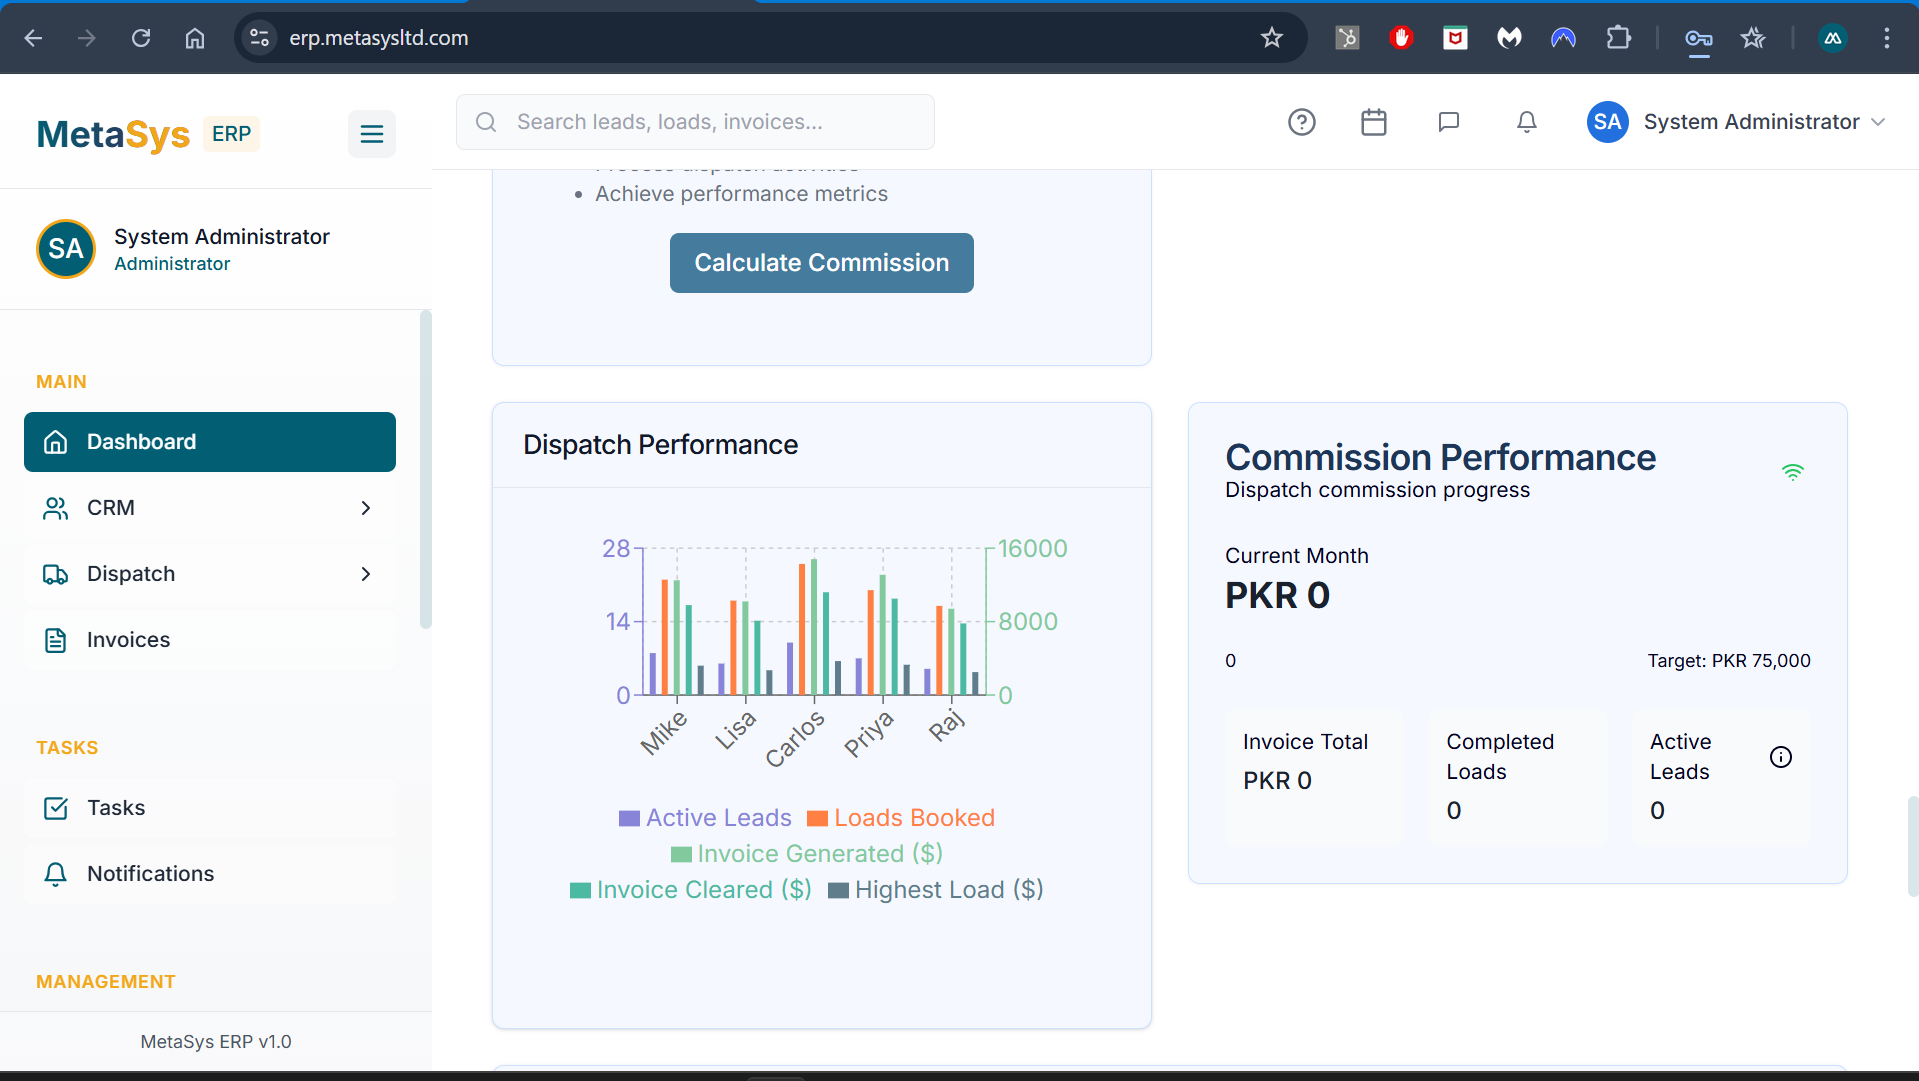 erp.metasysltd.com
MetaSys ERP
Search leads, loads, invoices...
SA System Administrator
SA
System Administrator
Administrator
MAIN
Dashboard
CRM
Dispatch
Invoices
TASKS
Tasks
Notifications
MANAGEMENT
MetaSys ERP v1.0
Process dispatch activities
• Achieve performance metrics
Calculate Commission
Dispatch Performance
28
14
0
16000
8000
0
Mike
Lisa
Carlos
Priya
Raj
Active Leads Loads Booked
Invoice Generated ($)
Invoice Cleared ($) Highest Load ($)
Commission Performance
Dispatch commission progress
Current Month
PKR 0
0 Target: PKR 75,000
Invoice Total
PKR 0
Completed
Loads
0
Active
Leads
0